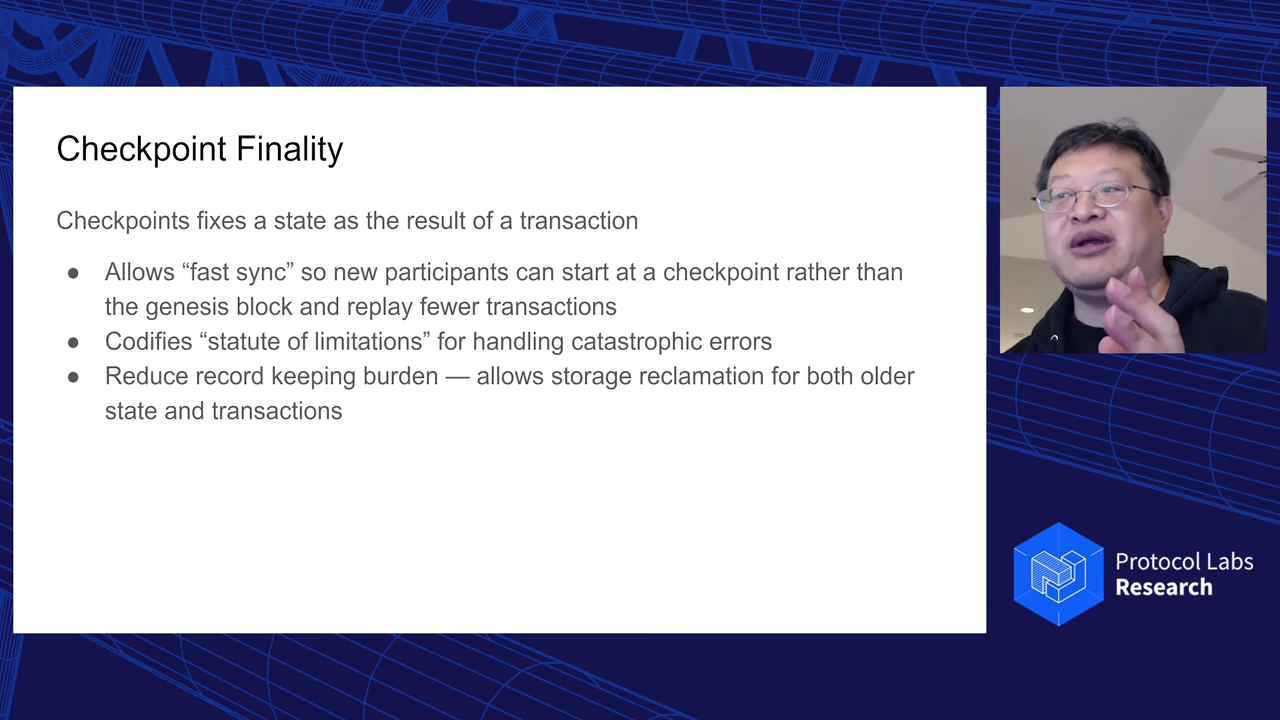 Checkpoint Finality
Checkpoints fixes a state as the result of a transaction
● Allows “fast sync” so new participants can start at a checkpoint rather than
the genesis block and replay fewer transactions
● Codifies “statute of limitations” for handling catastrophic errors
● Reduce record keeping burden — allows storage reclamation for both older
state and transactions
Protocol Labs
Research